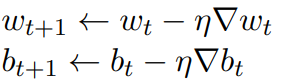 w_{t+1} ← w_t − η∇w_t
b_{t+1} ← b_t − η∇b_t